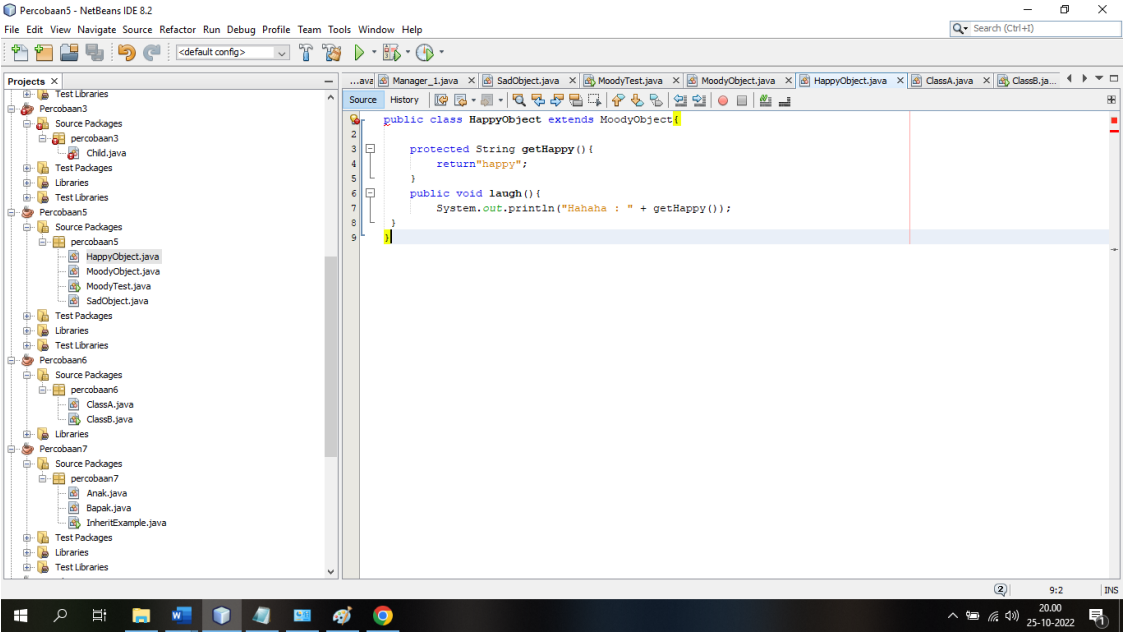 Percobaan5 - NetBeans IDE 8.2
File Edit View Navigate Source Refactor Run Debug Profile Team Tools Window Help
Search (Ctrl+I)
<default config>
Projects
...ava Manager_1.java SadObject.java MoodyTest.java MoodyObject.java HappyObject.java ClassA.java ClassB.ja...
Source History
Test Libraries
Percobaan3
Source Packages
percobaan3
Child.java
Test Packages
Libraries
Test Libraries
Percobaan5
Source Packages
percobaan5
HappyObject.java
MoodyObject.java
MoodyTest.java
SadObject.java
Test Packages
Libraries
Test Libraries
Percobaan6
Source Packages
percobaan6
ClassA.java
ClassB.java
Libraries
Percobaan7
Source Packages
percobaan7
Anak.java
Bapak.java
InheritExample.java
Test Packages
Libraries
Test Libraries
public class HappyObject extends MoodyObject{
2
3 protected String getHappy(){
4 return"happy";
5 }
6 public void laugh(){
7 System.out.println("Hahaha : " + getHappy());
8 }
9 }
2 9:2 INS
20.00
25-10-2022
1